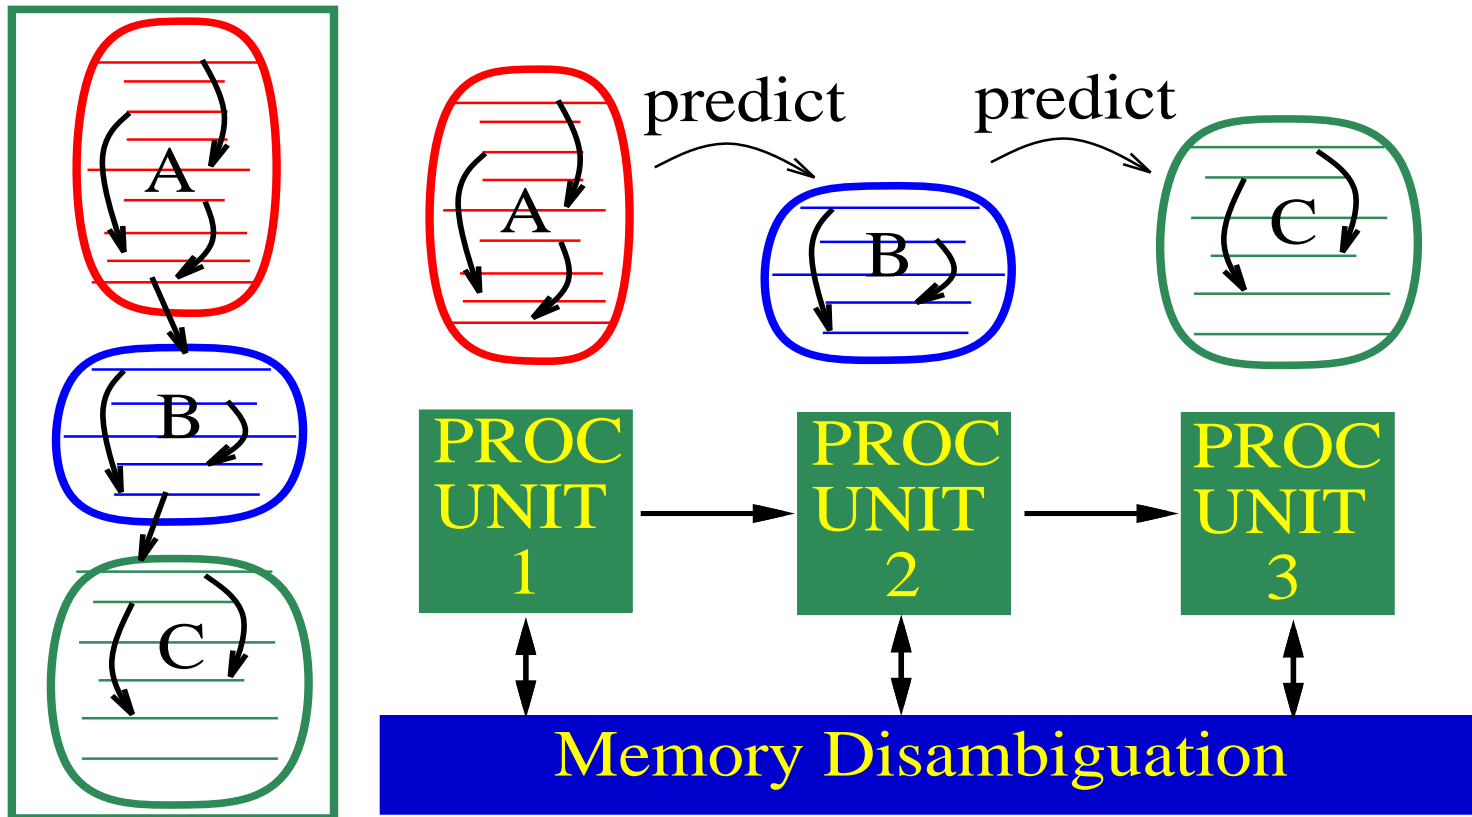 A
B
C
predict
predict
A
B
C
PROC
UNIT
1
PROC
UNIT
2
PROC
UNIT
3
Memory Disambiguation